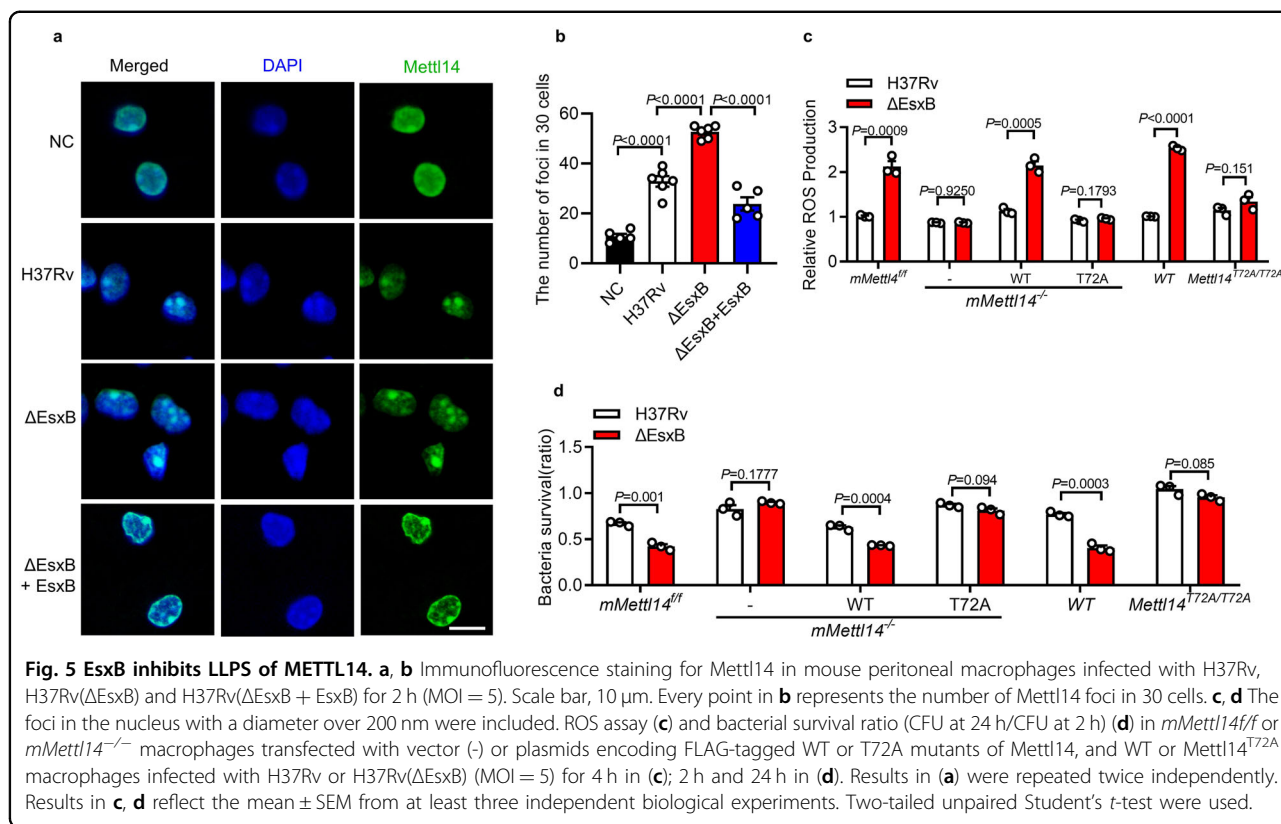 a
Merged DAPI Mettl14
NC
H37Rv
ΔEsxB
ΔEsxB
+ EsxB
b
The number of foci in 30 cells
60
40
20
0
P<0.0001 P<0.0001
P<0.0001
NC H37Rv ΔEsxB ΔEsxB+EsxB
c
H37Rv
ΔEsxB
Relative ROS Production
3
2
1
0
P=0.0009 P=0.9250 P=0.0005 P=0.1793 P<0.0001 P=0.151
mMettl4f/f - WT T72A WT Mettl14T72A/T72A
mMettl14-/-
d
H37Rv
ΔEsxB
Bacteria survival(ratio)
1.5
1.0
0.5
0.0
P=0.001 P=0.1777 P=0.0004 P=0.094 P=0.0003 P=0.085
mMettl14f/f - WT T72A WT Mettl14T72A/T72A
mMettl14-/-
Fig. 5 EsxB inhibits LLPS of METTL14. a, b Immunofluorescence staining for Mettl14 in mouse peritoneal macrophages infected with H37Rv,
H37Rv(ΔEsxB) and H37Rv(ΔEsxB + EsxB) for 2 h (MOI = 5). Scale bar, 10 μm. Every point in b represents the number of Mettl14 foci in 30 cells. c, d The
foci in the nucleus with a diameter over 200 nm were included. ROS assay (c) and bacterial survival ratio (CFU at 24 h/CFU at 2 h) (d) in mMettl14f/f or
mMettl14−/− macrophages transfected with vector (-) or plasmids encoding FLAG-tagged WT or T72A mutants of Mettl14, and WT or Mettl14T72A
macrophages infected with H37Rv or H37Rv(ΔEsxB) (MOI = 5) for 4 h in (c); 2 h and 24 h in (d). Results in (a) were repeated twice independently.
Results in c, d reflect the mean ± SEM from at least three independent biological experiments. Two-tailed unpaired Student's t-test were used.